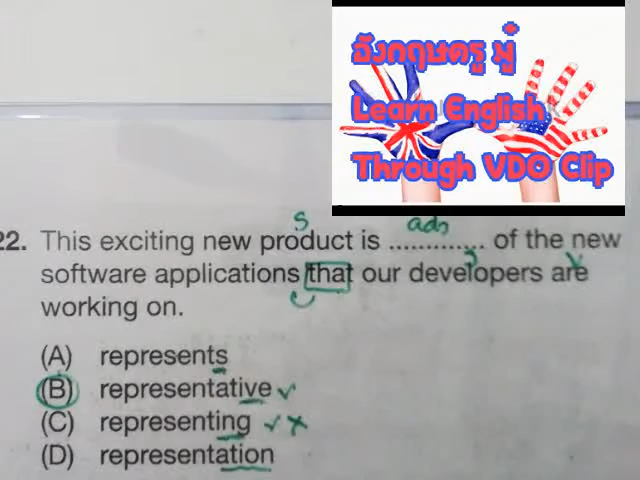 อังกฤษครู มู๋
Learn English
Through VDO Clip
S adj
22. This exciting new product is .............. of the new
S V
software applications that our developers are
working on.
(A) represents
(B) representative ✓
(C) representing ✓ ✗
(D) representation